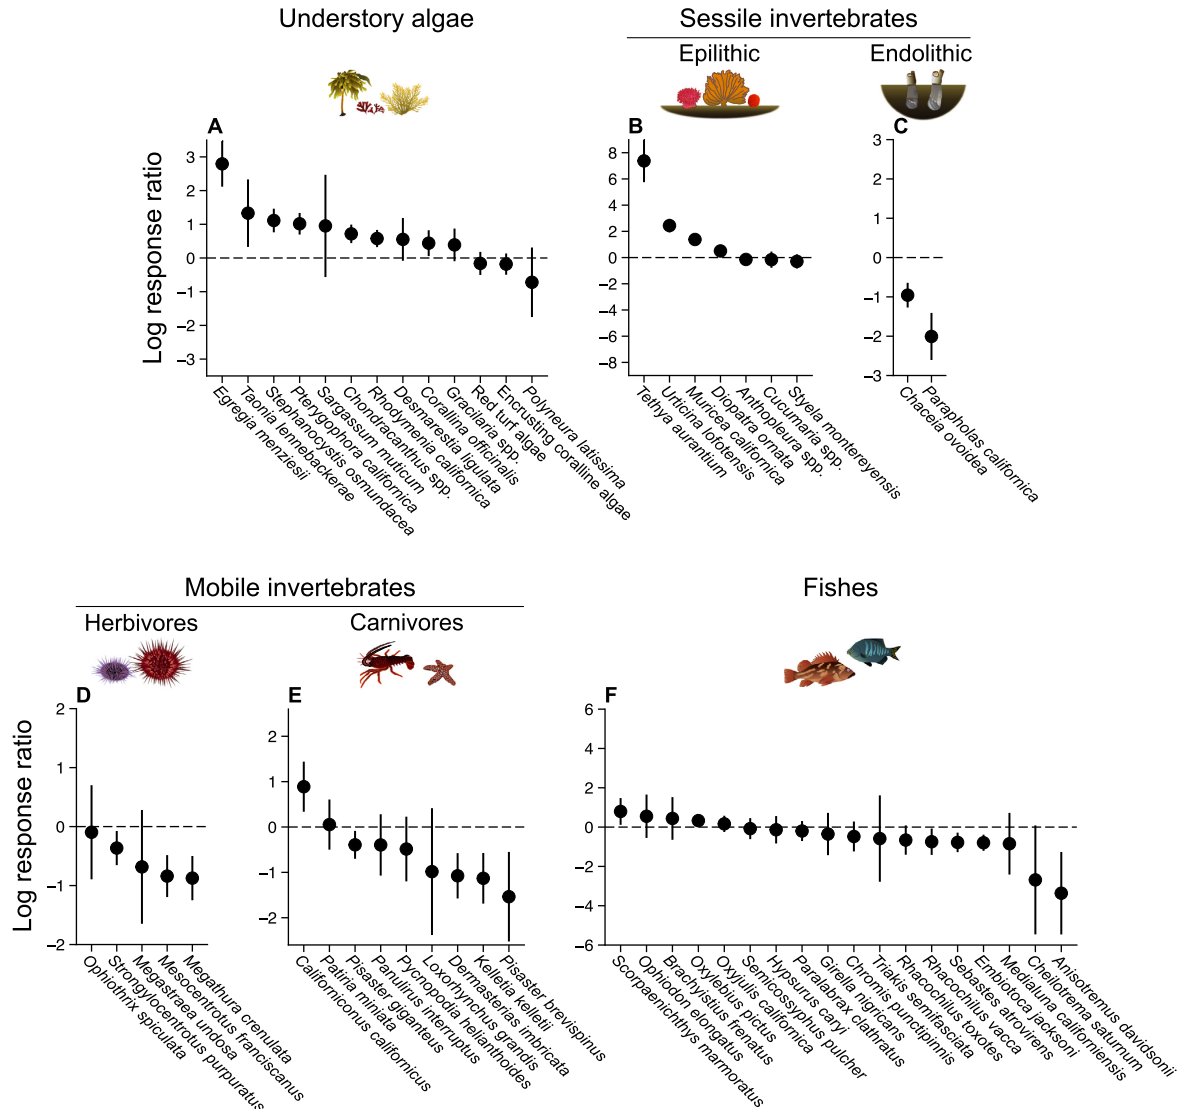 Understory algae
Sessile invertebrates
Epilithic
Endolithic
A
Log response ratio
3
2
1
0
−1
−2
−3
Egregia menziesii
Taonia lennebackerae
Stephanocystis osmundacea
Pterygophora californica
Sargassum muticum
Chondracanthus spp.
Rhodymenia californica
Desmarestia ligulata
Corallina officinalis
Gracilaria spp.
Red turf algae
Encrusting coralline algae
Polyneura latissima
B
8
6
4
2
0
−2
−4
−6
−8
Tethya aurantium
Urticina lofotensis
Muricea californica
Diopatra ornata
Anthopleura spp.
Cucumaria spp.
Styela montereyensis
C
3
2
1
0
−1
−2
−3
Chaceia ovoidea
Parapholas californica
Mobile invertebrates
Fishes
Herbivores
Carnivores
D
Log response ratio
2
1
0
−1
−2
Ophiothrix spiculata
Strongylocentrotus purpuratus
Megastraea undosa
Mesocentrotus franciscanus
Megathura crenulata
E
2
1
0
−1
−2
Californiconus californicus
Patiria miniata
Pisaster giganteus
Panulirus interruptus
Pycnopodia helianthoides
Loxorhynchus grandis
Dermasterias imbricata
Kelletia kelletii
Pisaster brevispinus
F
6
4
2
0
−2
−4
−6
Scorpaenichthys marmoratus
Ophiodon elongatus
Brachyistius frenatus
Oxylebius pictus
Oxyjulis californica
Semicossyphus pulcher
Hypsurus caryi
Paralabrax clathratus
Girella nigricans
Chromis punctipinnis
Triakis semifasciata
Rhacochilus toxotes
Rhacochilus vacca
Sebastes atrovirens
Embiotoca jacksoni
Medialuna californiensis
Cheilotrema saturnum
Anisotremus davidsonii